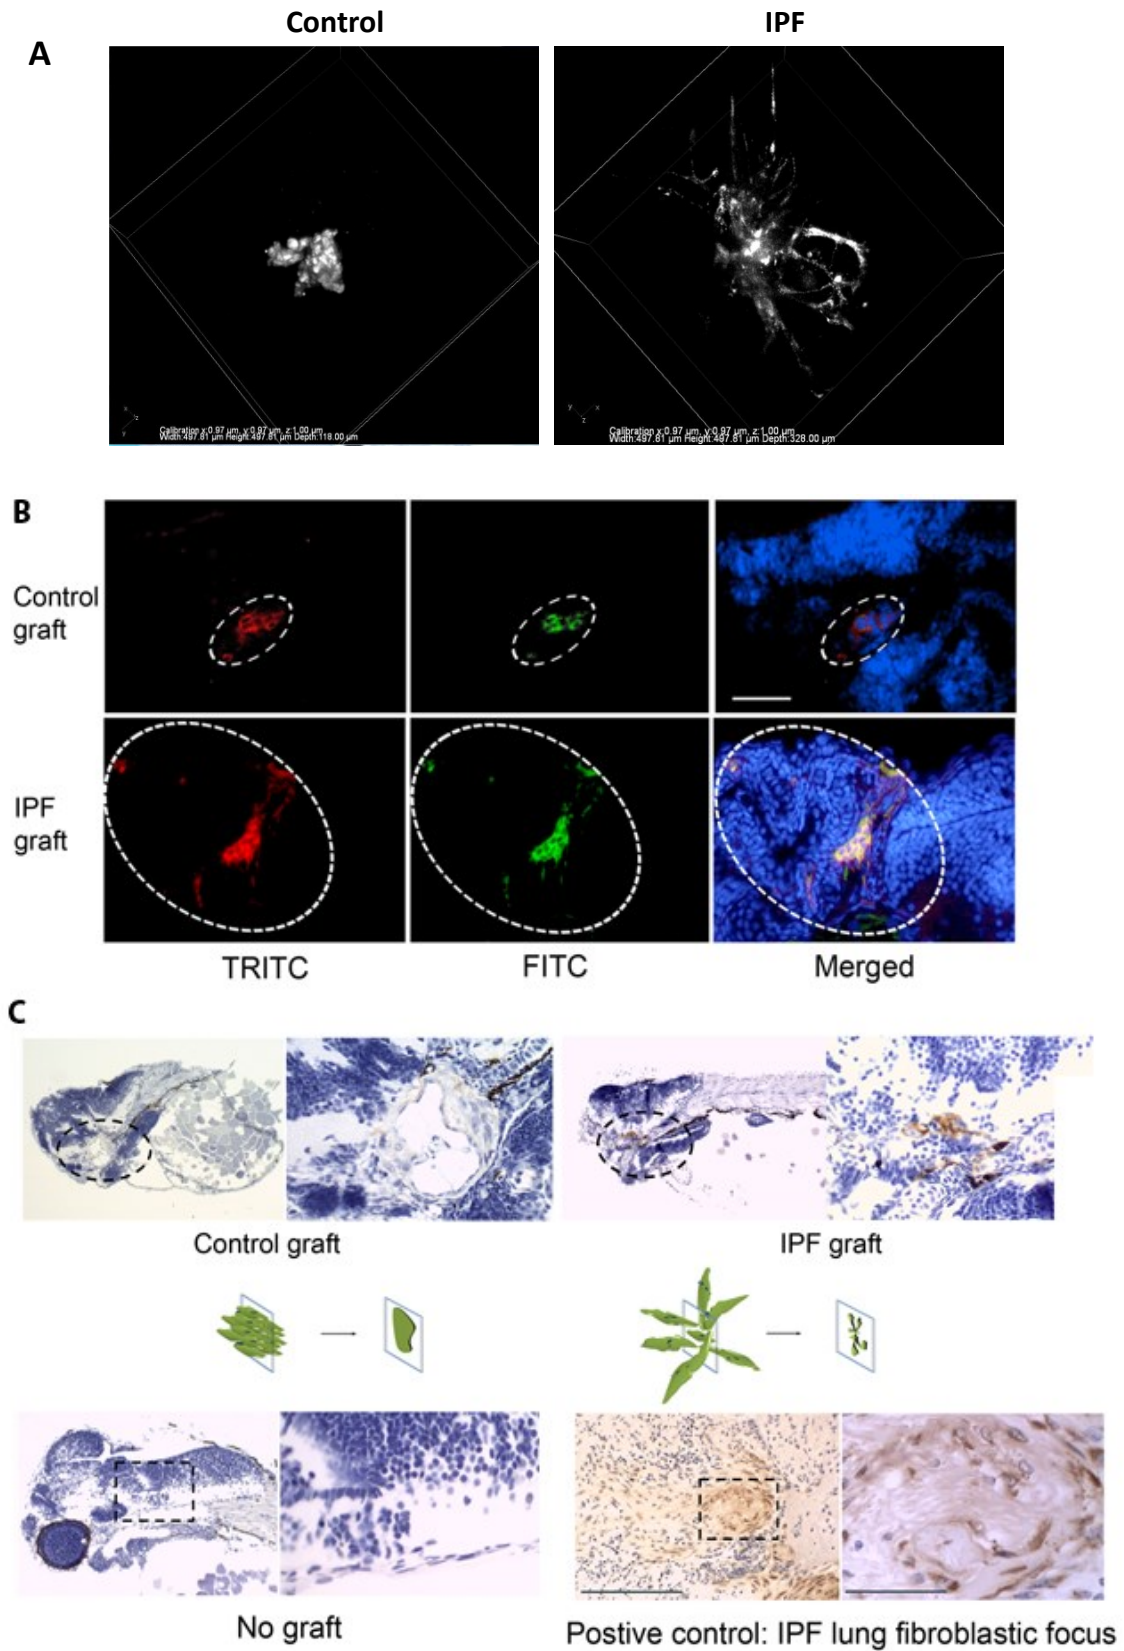 Control
IPF
A
Calibration x:0.97 µm, y:0.97 µm, z:1.00 µm
Width:497.81 µm Height:497.81 µm Depth:118.00 µm
Calibration x:0.97 µm, y:0.97 µm, z:1.00 µm
Width:497.81 µm Height:497.81 µm Depth:328.00 µm
B
Control
graft
IPF
graft
TRITC
FITC
Merged
C
Control graft
IPF graft
No graft
Postive control: IPF lung fibroblastic focus